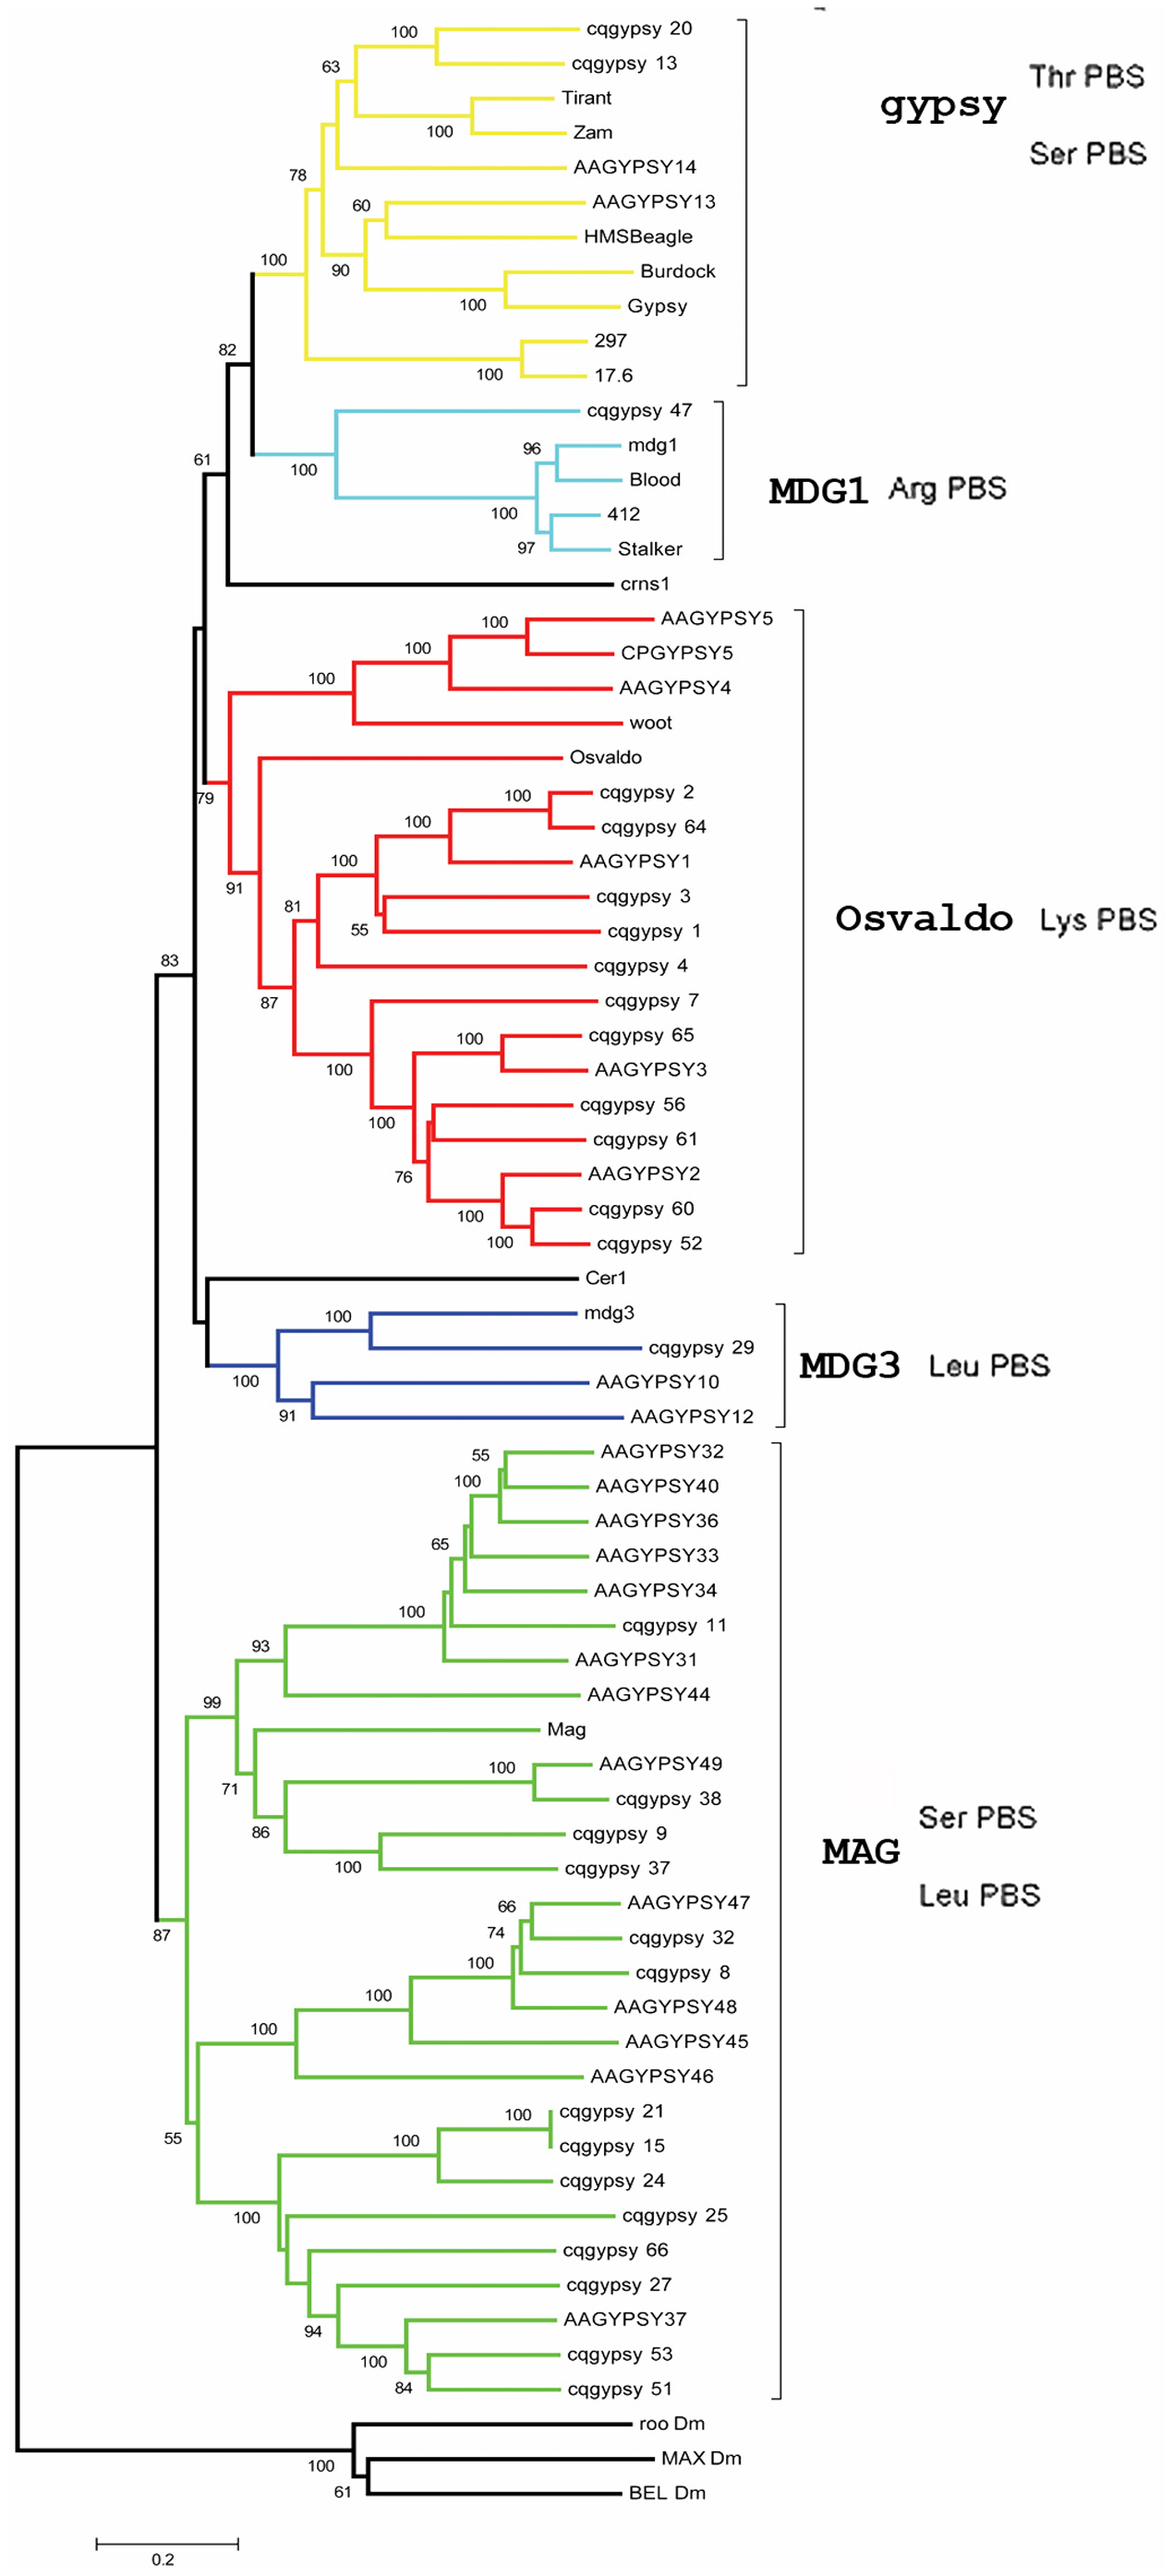 cqgypsy 20
100
cqgypsy 13
63
Thr PBS
Tirant
gypsy
100
Zam
Ser PBS
AAGYPSY14
78
60
AAGYPSY13
HMSBeagle
100
90
Burdock
100
Gypsy
297
82
100
17.6
cqgypsy 47
96
mdg1
61
100
Blood
MDG1 Arg PBS
100
412
97
Stalker
crns1
100
AAGYPSY5
100
CPGYPSY5
100
AAGYPSY4
woot
Osvaldo
79
100
cqgypsy 2
100
cqgypsy 64
100
AAGYPSY1
91
81
cqgypsy 3
55
cqgypsy 1
Osvaldo Lys PBS
83
cqgypsy 4
87
cqgypsy 7
100
cqgypsy 65
100
AAGYPSY3
100
cqgypsy 56
cqgypsy 61
76
AAGYPSY2
100
cqgypsy 60
100
cqgypsy 52
Cer1
100
mdg3
cqgypsy 29
MDG3 Leu PBS
100
AAGYPSY10
91
AAGYPSY12
55
AAGYPSY32
100
AAGYPSY40
AAGYPSY36
65
AAGYPSY33
AAGYPSY34
100
cqgypsy 11
93
AAGYPSY31
99
AAGYPSY44
Mag
100
AAGYPSY49
71
cqgypsy 38
86
cqgypsy 9
100
cqgypsy 37
Ser PBS
MAG
Leu PBS
66
AAGYPSY47
74
cqgypsy 32
87
100
cqgypsy 8
100
AAGYPSY48
100
AAGYPSY45
AAGYPSY46
100
cqgypsy 21
55
100
cqgypsy 15
cqgypsy 24
100
cqgypsy 25
cqgypsy 66
cqgypsy 27
94
AAGYPSY37
100
cqgypsy 53
84
cqgypsy 51
roo Dm
100
MAX Dm
61
BEL Dm
0.2